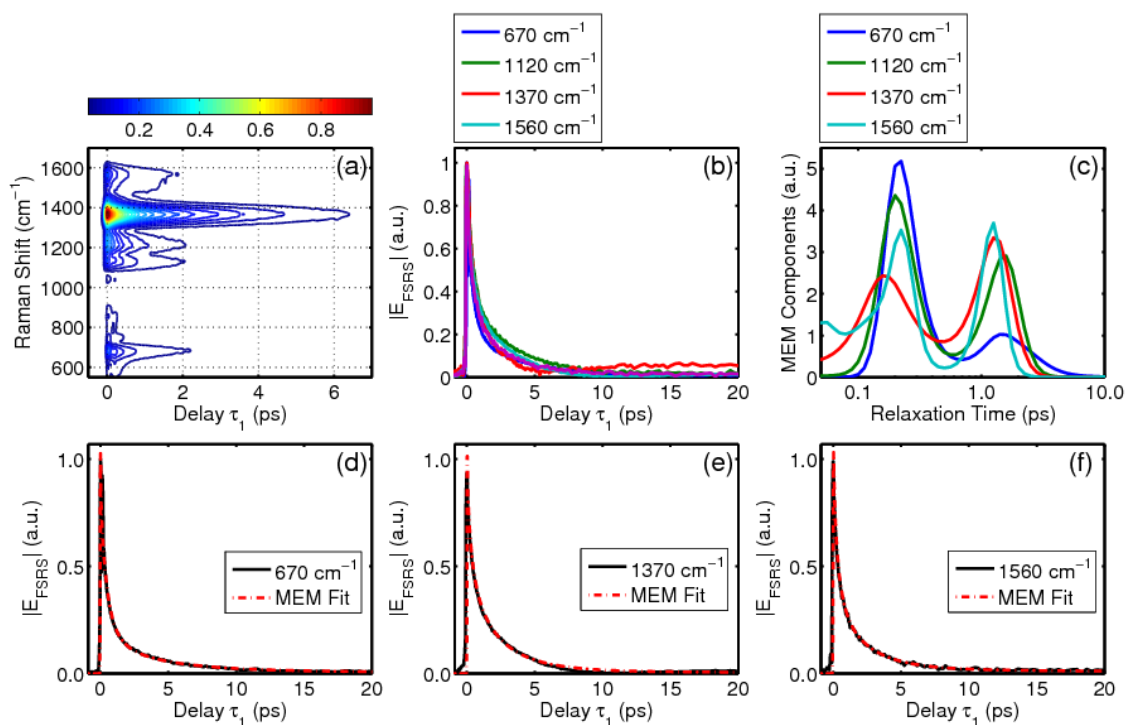 670 cm⁻¹
1120 cm⁻¹
1370 cm⁻¹
1560 cm⁻¹
670 cm⁻¹
1120 cm⁻¹
1370 cm⁻¹
1560 cm⁻¹
0.2 0.4 0.6 0.8
(a)
Raman Shift (cm⁻¹)
1600
1400
1200
1000
800
600
0 2 4 6
Delay τ₁ (ps)
(b)
|E_FSRS| (a.u.)
1
0.8
0.6
0.4
0.2
0
0 5 10 15 20
Delay τ₁ (ps)
(c)
MEM Components (a.u.)
5
4
3
2
1
0
0.1 1.0 10.0
Relaxation Time (ps)
(d)
|E_FSRS| (a.u.)
1.0
0.5
0.0
670 cm⁻¹
MEM Fit
0 5 10 15 20
Delay τ₁ (ps)
(e)
|E_FSRS| (a.u.)
1.0
0.5
0.0
1370 cm⁻¹
MEM Fit
0 5 10 15 20
Delay τ₁ (ps)
(f)
|E_FSRS| (a.u.)
1.0
0.5
0.0
1560 cm⁻¹
MEM Fit
0 5 10 15 20
Delay τ₁ (ps)